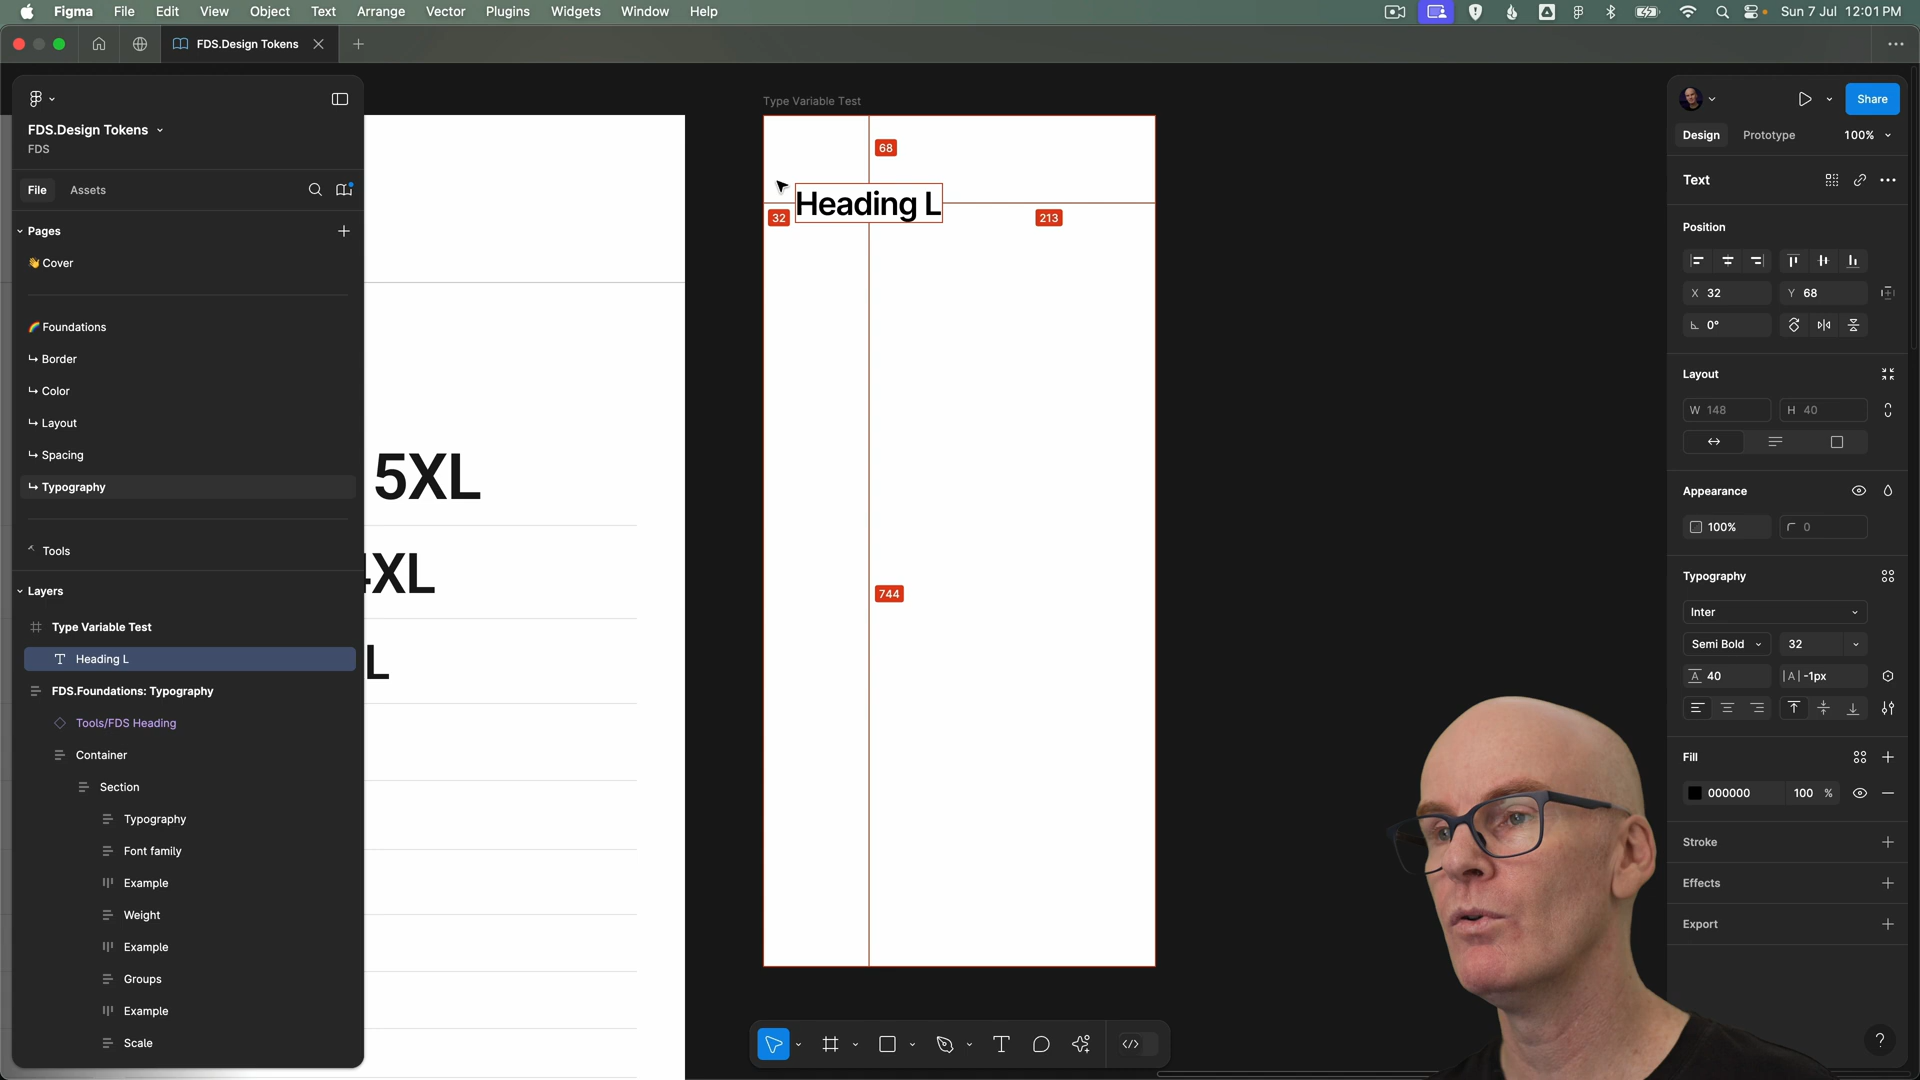 Figma File Edit View Object Text Arrange Vector Plugins Widgets Window Help
Sun 7 Jul 12:01 PM
FDS.Design Tokens
FDS.Design Tokens
FDS
File Assets
Pages
Cover
Foundations
Border
Color
Layout
Spacing
Typography
Tools
Layers
Type Variable Test
Heading L
FDS.Foundations: Typography
Tools/FDS Heading
Container
Section
Typography
Font family
Example
Weight
Example
Groups
Example
Scale
5XL
4XL
L
Type Variable Test
68
Heading L
32
213
744
Share
Design Prototype 100%
Text
Position
X 32 Y 68
0°
Layout
W 148 H 40
Appearance
100% 0
Typography
Inter
Semi Bold 32
A 40 |A| -1px
Fill
000000 100 %
Stroke
Effects
Export
?